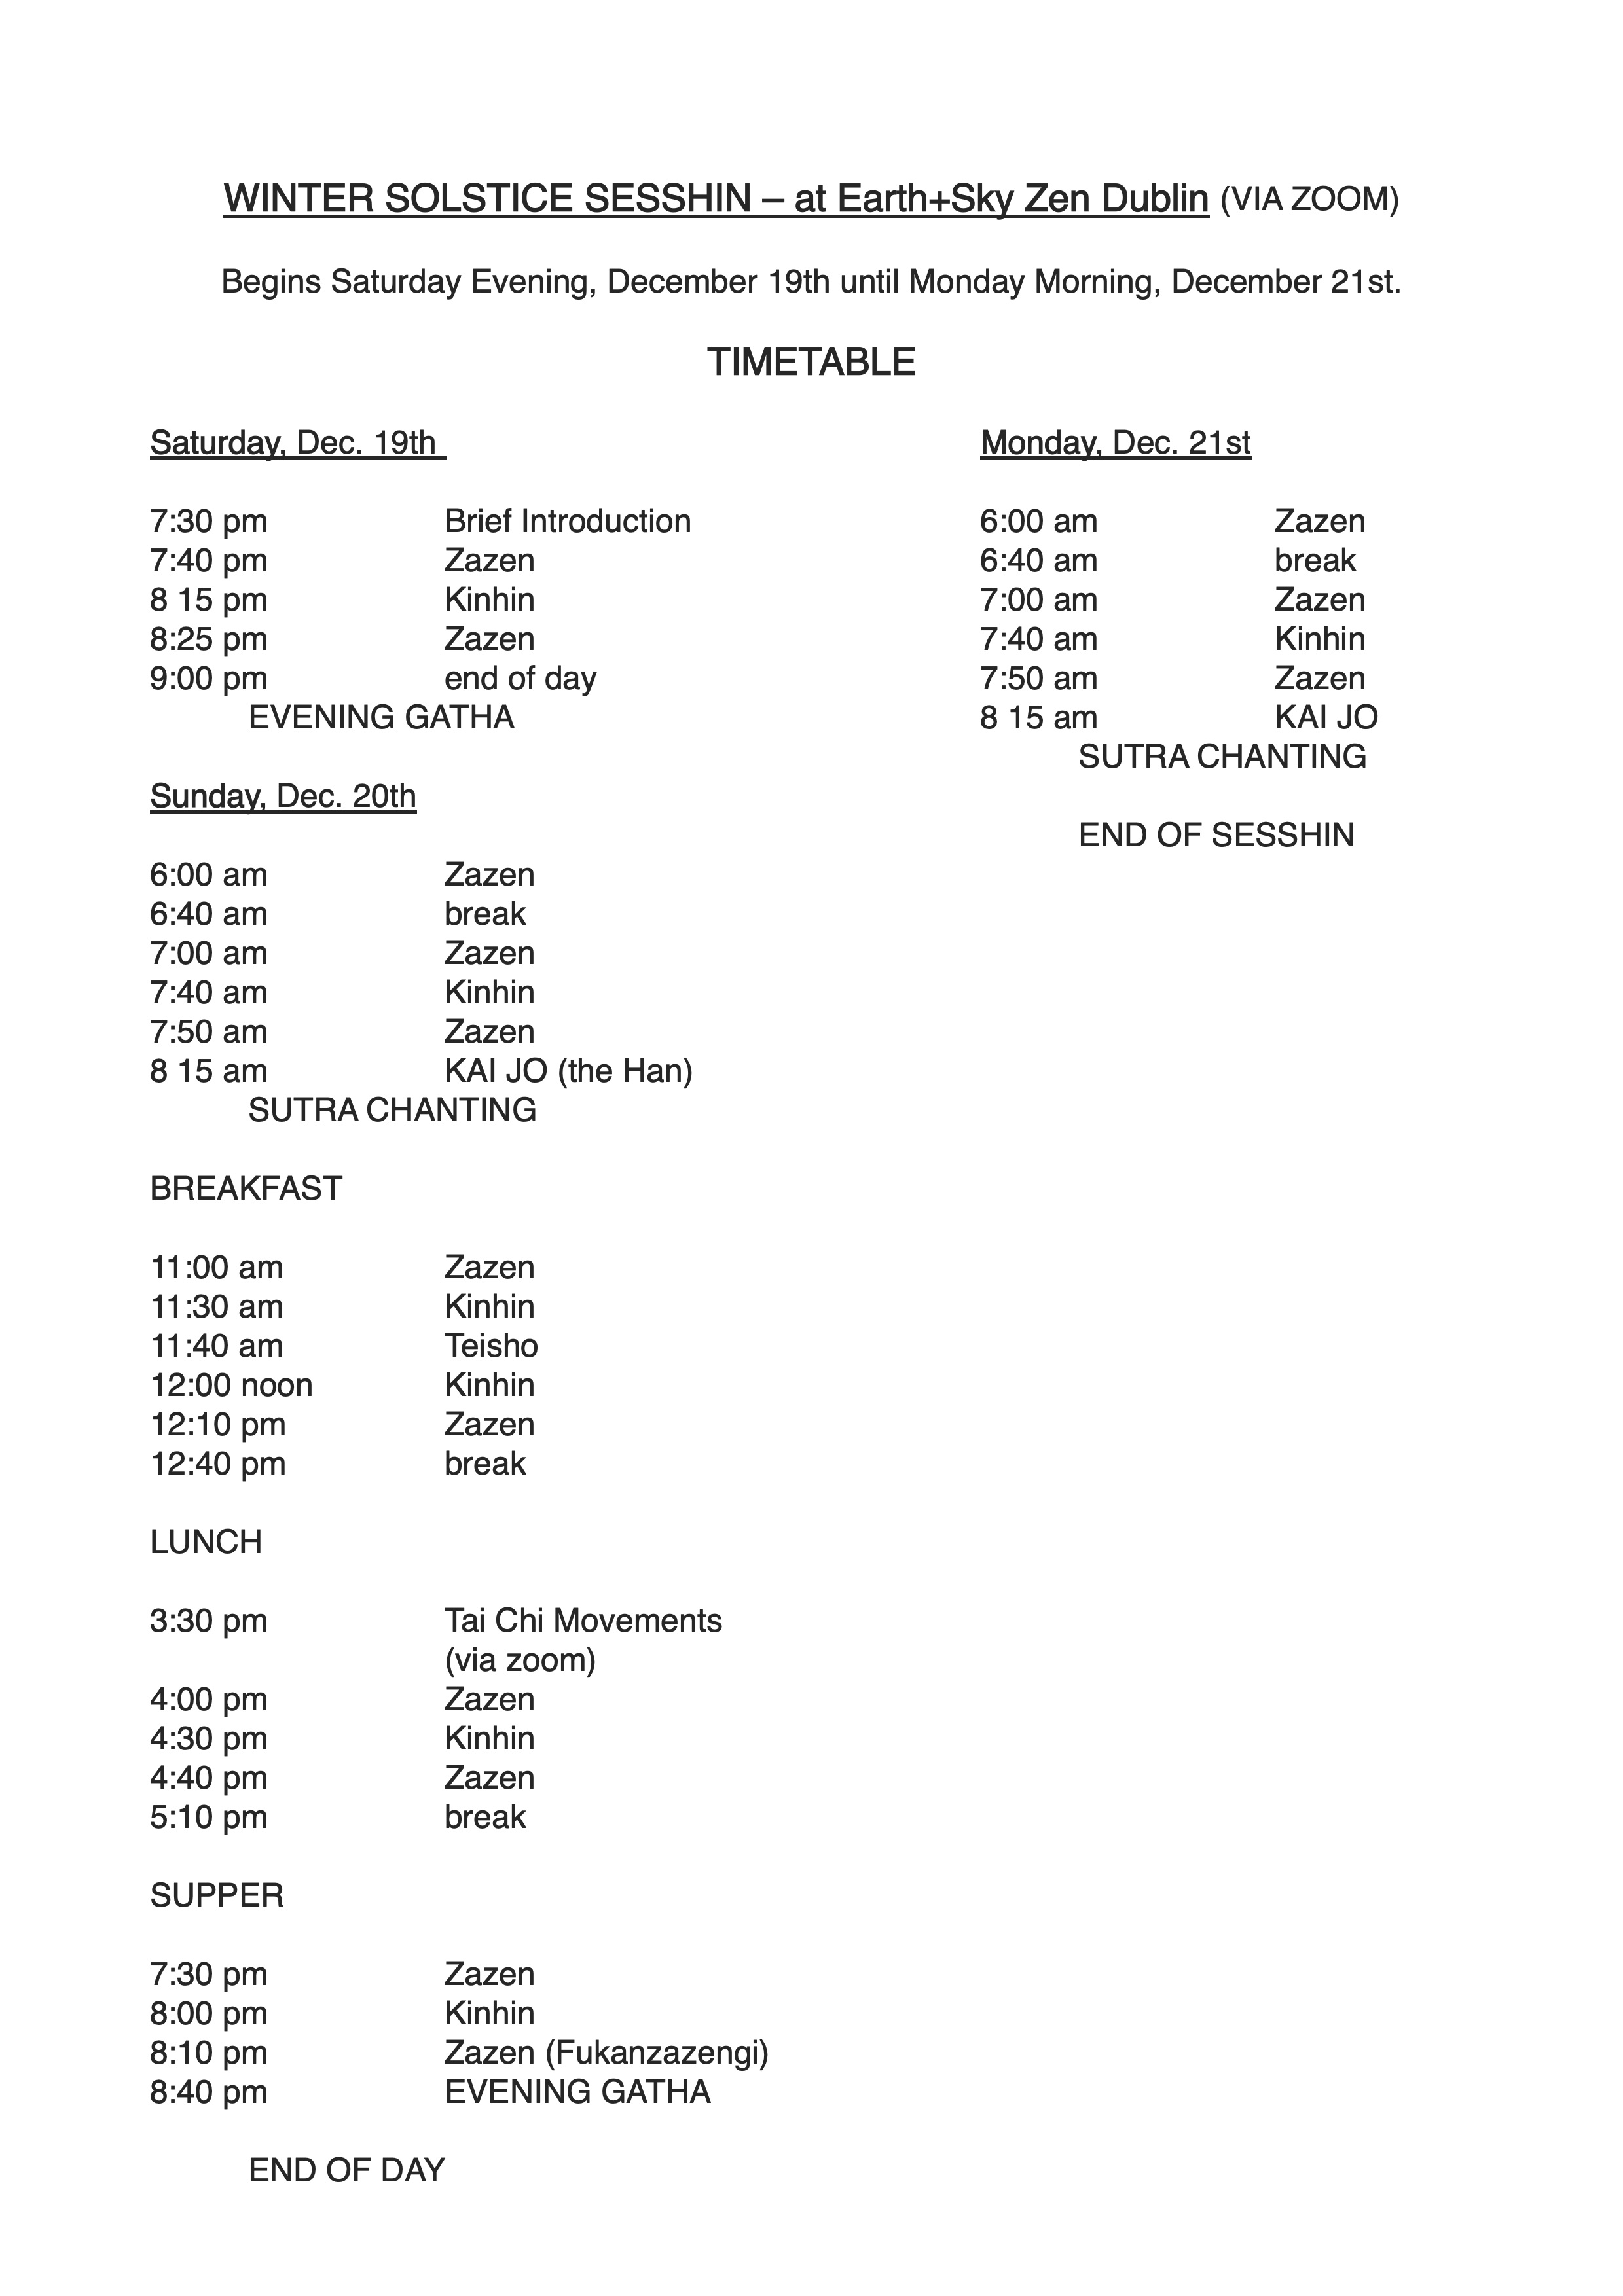 WINTER SOLSTICE SESSHIN – at Earth+Sky Zen Dublin (VIA ZOOM)
Begins Saturday Evening, December 19th until Monday Morning, December 21st.
TIMETABLE
Saturday, Dec. 19th
7:30 pm Brief Introduction
7:40 pm Zazen
8 15 pm Kinhin
8:25 pm Zazen
9:00 pm end of day
EVENING GATHA
Sunday, Dec. 20th
6:00 am Zazen
6:40 am break
7:00 am Zazen
7:40 am Kinhin
7:50 am Zazen
8 15 am KAI JO (the Han)
SUTRA CHANTING
BREAKFAST
11:00 am Zazen
11:30 am Kinhin
11:40 am Teisho
12:00 noon Kinhin
12:10 pm Zazen
12:40 pm break
LUNCH
3:30 pm Tai Chi Movements
(via zoom)
4:00 pm Zazen
4:30 pm Kinhin
4:40 pm Zazen
5:10 pm break
SUPPER
7:30 pm Zazen
8:00 pm Kinhin
8:10 pm Zazen (Fukanzazengi)
8:40 pm EVENING GATHA
END OF DAY
Monday, Dec. 21st
6:00 am Zazen
6:40 am break
7:00 am Zazen
7:40 am Kinhin
7:50 am Zazen
8 15 am KAI JO
SUTRA CHANTING
END OF SESSHIN